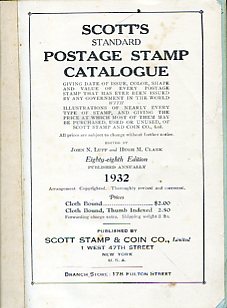 SCOTT'S
STANDARD
POSTAGE STAMP
CATALOGUE
GIVING DATE OF ISSUE, COLOR, SHAPE
AND VALUE OF EVERY POSTAGE
STAMP THAT HAS EVER BEEN ISSUED
BY ANY GOVERNMENT IN THE WORLD
WITH
ILLUSTRATIONS OF NEARLY EVERY
TYPE OF STAMP, AND GIVING THE
PRICE AT WHICH MOST OF THEM MAY
BE PURCHASED, USED OR UNUSED, OF
SCOTT STAMP AND COIN CO., Ltd.
All prices are subject to change without further notice.
EDITED BY
JOHN N. LUFF and HUGH M. CLARK
Eighty-eighth Edition
PUBLISHED ANNUALLY
1932
Arrangement Copyrighted. Thoroughly revised and corrected.
Prices
Cloth Bound $2.00
Cloth Bound, Thumb Indexed 2.50
Forwarding charge extra. Shipping weight 3 lbs.
PUBLISHED BY
SCOTT STAMP & COIN CO., Limited
1 WEST 47TH STREET
NEW YORK
U. S. A.
BRANCH STORE: 178 FULTON STREET